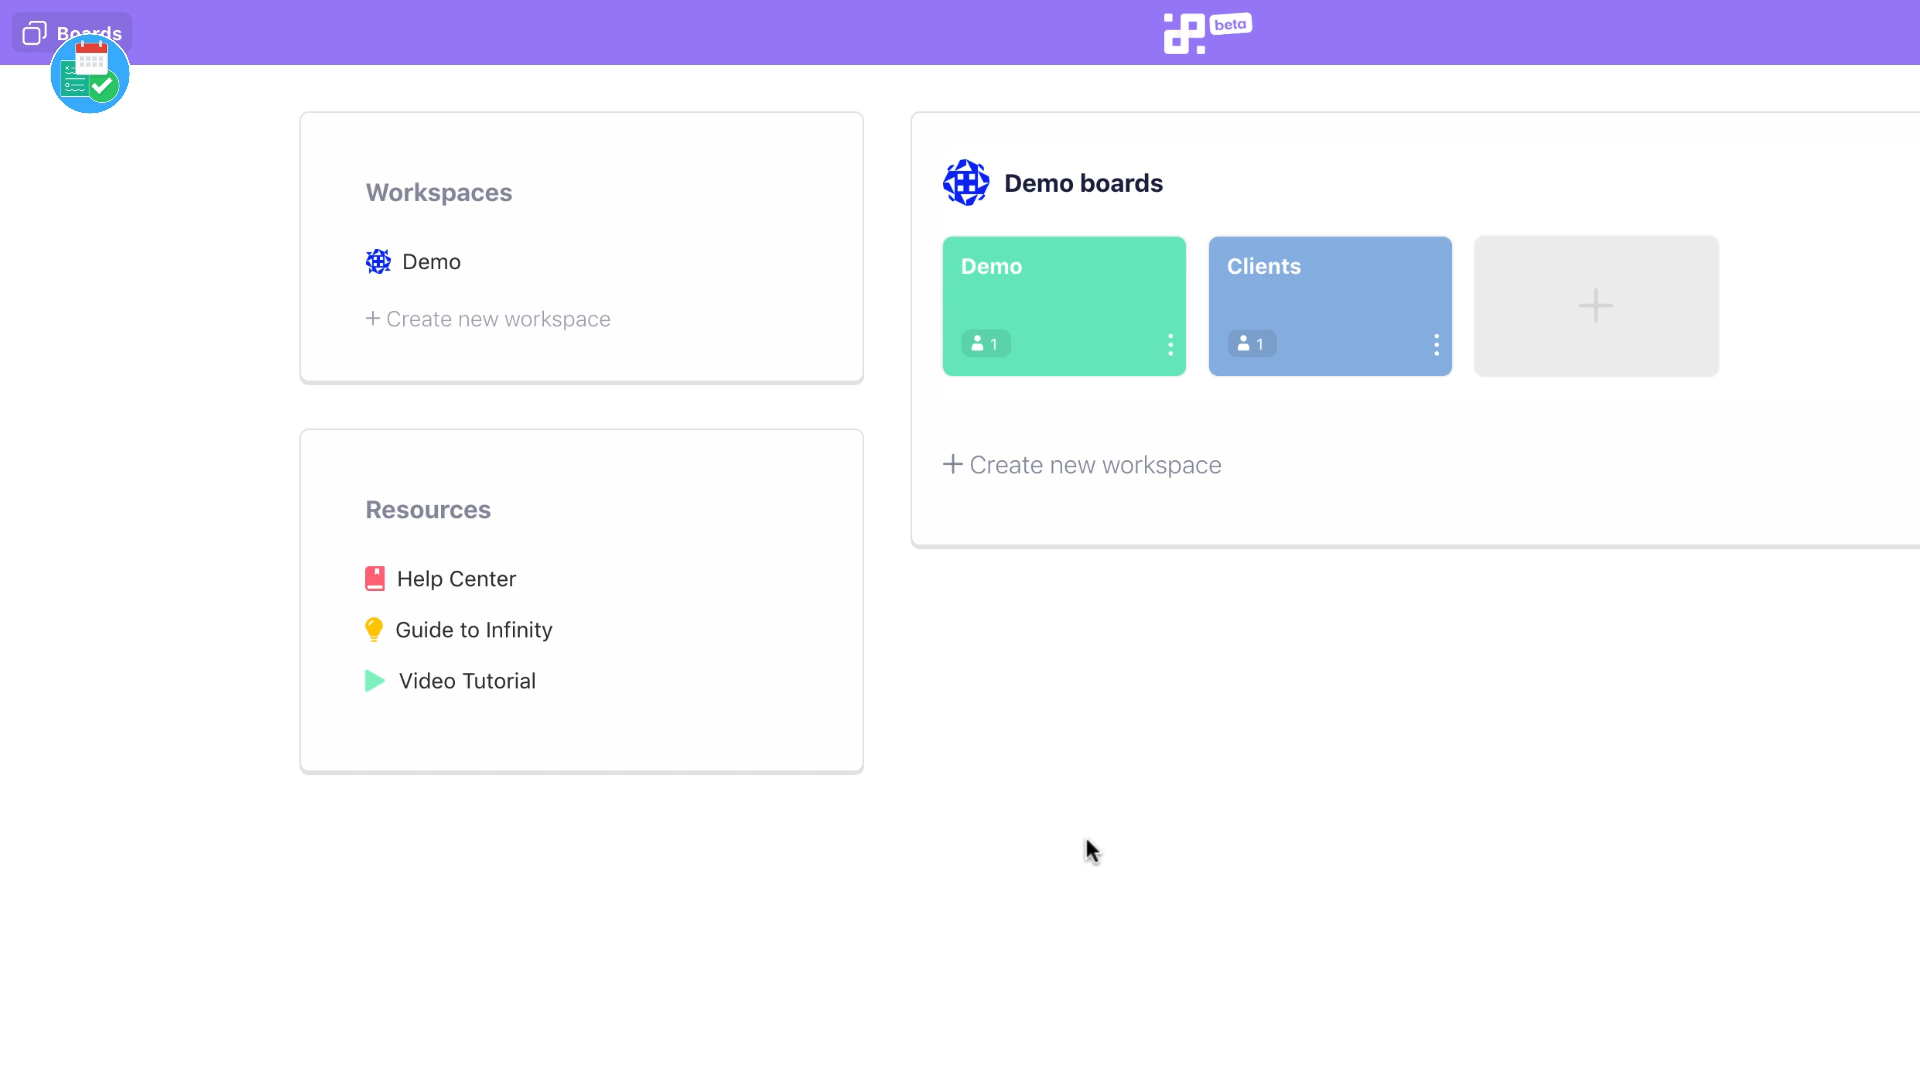 Boards
beta
Workspaces
Demo
+ Create new workspace
Resources
Help Center
Guide to Infinity
Video Tutorial
Demo boards
Demo
1
Clients
1
+ Create new workspace